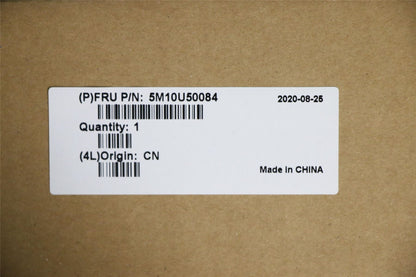 (P)FRU P/N: 5M10U50084
2020-08-25
Quantity: 1
(4L)Origin: CN
Made in CHINA